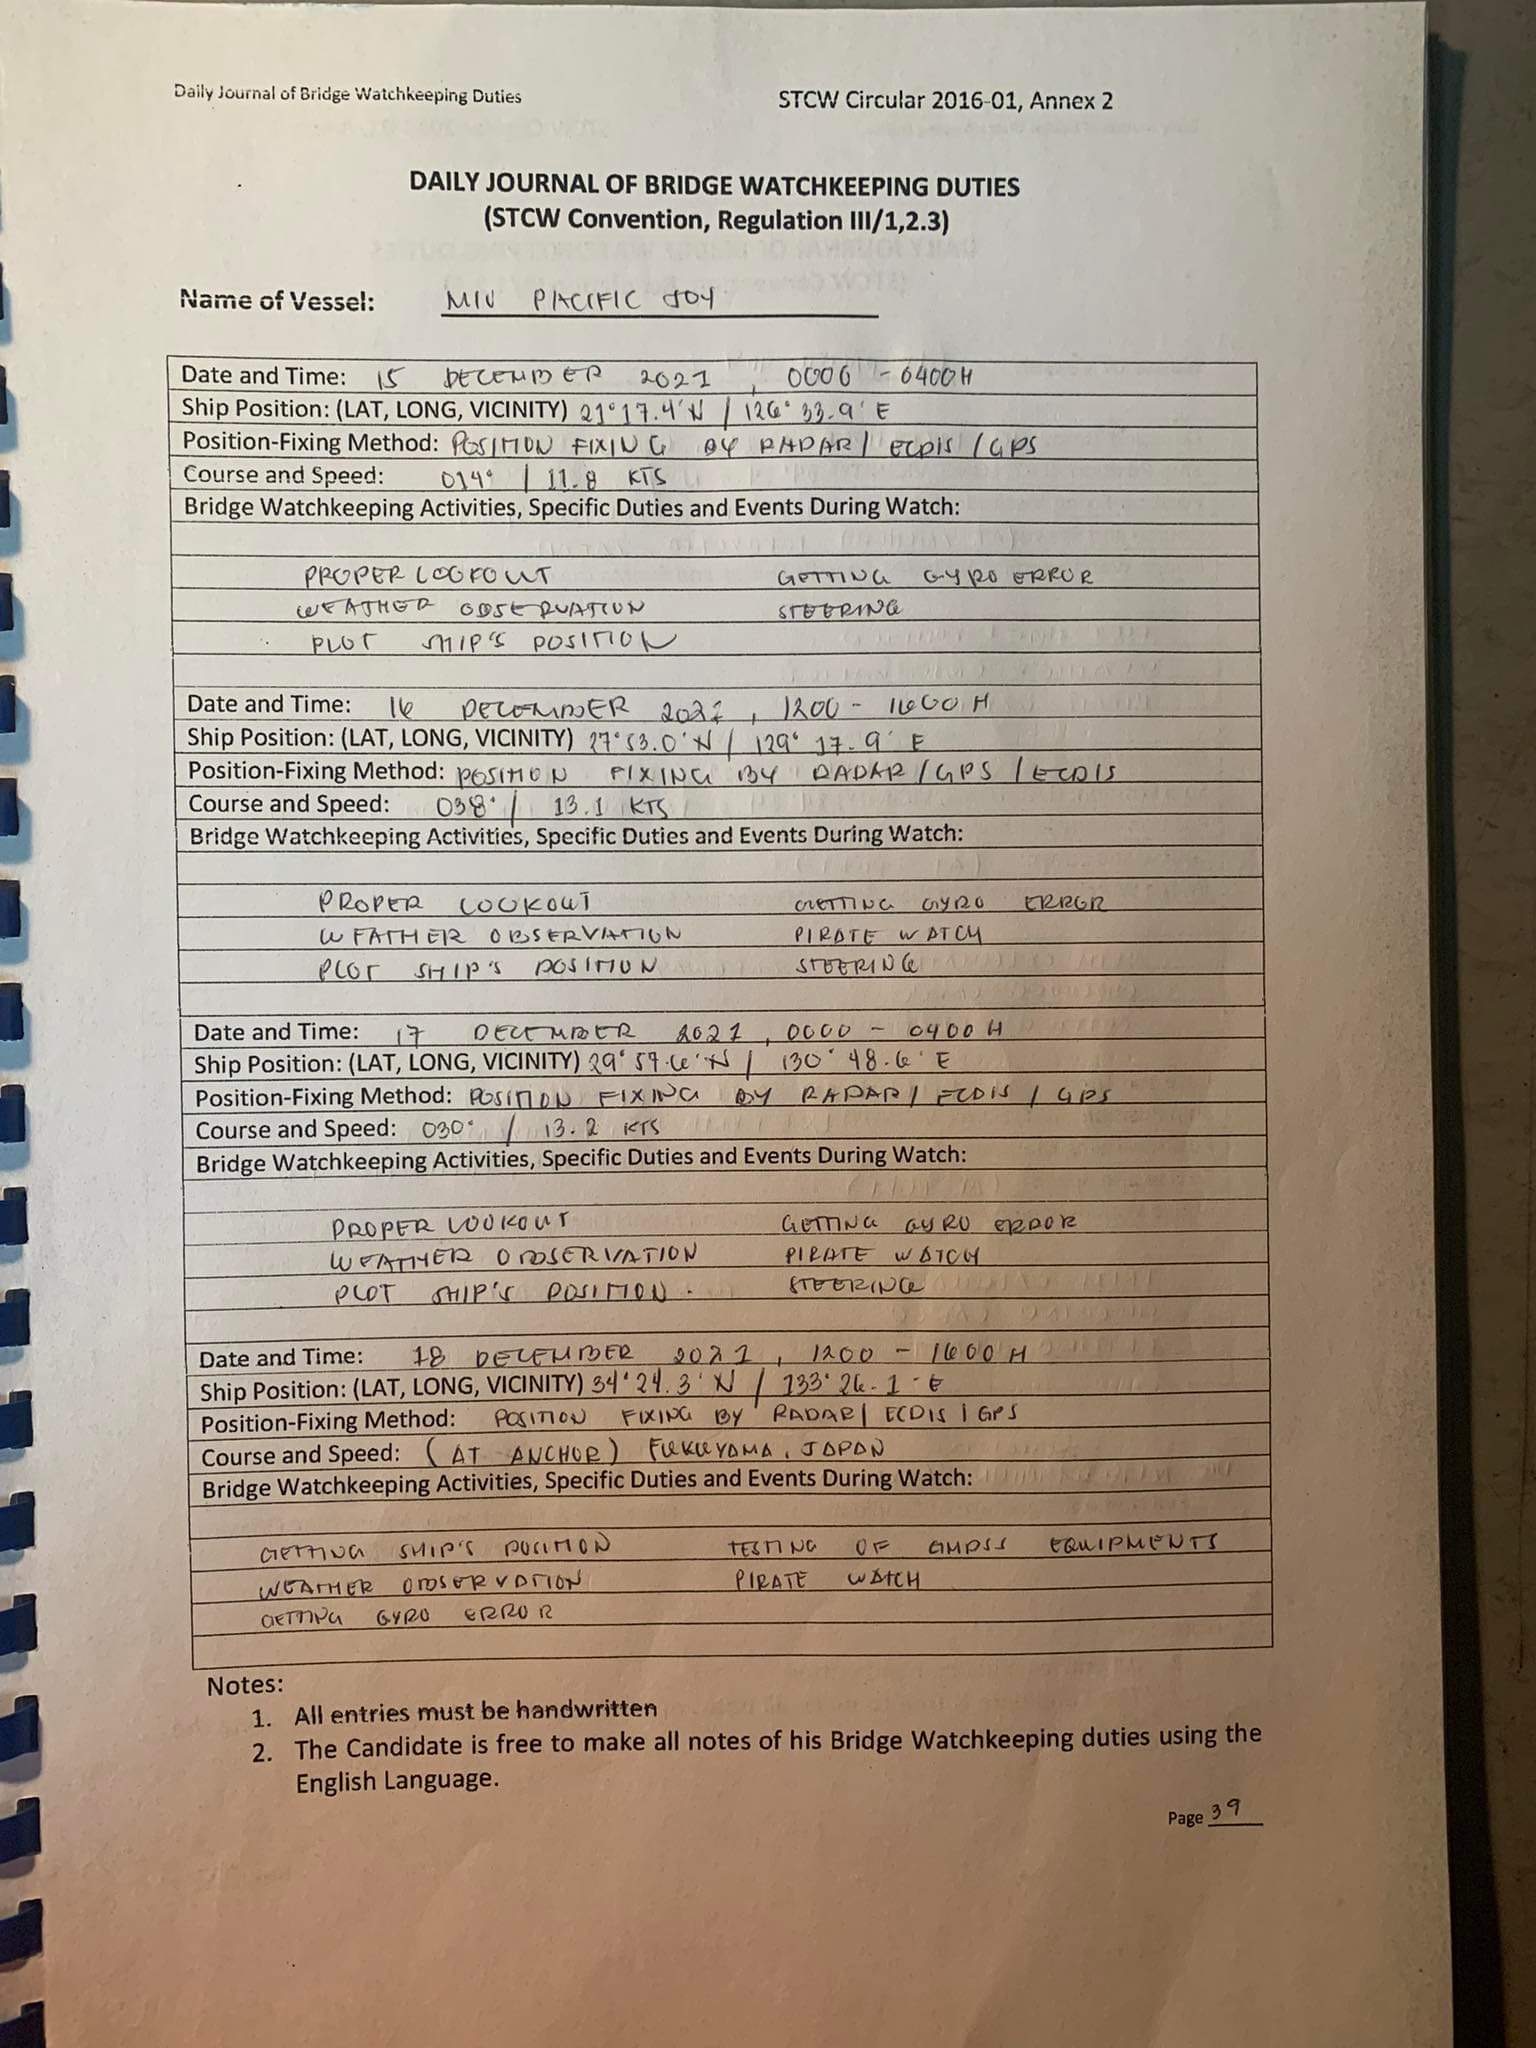 Daily Journal of Bridge Watchkeeping Duties STCW Circular 2016-01, Annex 2
DAILY JOURNAL OF BRIDGE WATCHKEEPING DUTIES
(STCW Convention, Regulation III/1,2.3)
Name of Vessel: M/V PACIFIC JOY
Date and Time: 15 DECEMBER 2021, 0000 - 0400H
Ship Position: (LAT, LONG, VICINITY) 21°17.4'N / 126°33.9'E
Position-Fixing Method: POSITION FIXING BY RADAR / ECDIS / GPS
Course and Speed: 014° / 11.8 KTS
Bridge Watchkeeping Activities, Specific Duties and Events During Watch:
PROPER LOOKOUT GETTING GYRO ERROR
WEATHER OBSERVATION STEERING
PLOT SHIP'S POSITION
Date and Time: 16 DECEMBER 2021, 1200 - 1600 H
Ship Position: (LAT, LONG, VICINITY) 27°53.0'N / 129° 17.9' E
Position-Fixing Method: POSITION FIXING BY RADAR / GPS / ECDIS
Course and Speed: 038° / 13.1 KTS
Bridge Watchkeeping Activities, Specific Duties and Events During Watch:
PROPER LOOKOUT GETTING GYRO ERROR
WEATHER OBSERVATION PIRATE WATCH
PLOT SHIP'S POSITION STEERING
Date and Time: 17 DECEMBER 2021, 0000 - 0400 H
Ship Position: (LAT, LONG, VICINITY) 29°57.6'N / 130° 48.6' E
Position-Fixing Method: POSITION FIXING BY RADAR / ECDIS / GPS
Course and Speed: 030° / 13.2 KTS
Bridge Watchkeeping Activities, Specific Duties and Events During Watch:
PROPER LOOKOUT GETTING GYRO ERROR
WEATHER OBSERVATION PIRATE WATCH
PLOT SHIP'S POSITION. STEERING
Date and Time: 18 DECEMBER 2021, 1200 - 1600 H
Ship Position: (LAT, LONG, VICINITY) 34°24.3' N / 133° 26.1' E
Position-Fixing Method: POSITION FIXING BY RADAR / ECDIS / GPS
Course and Speed: (AT ANCHOR) FUKUYAMA, JAPAN
Bridge Watchkeeping Activities, Specific Duties and Events During Watch:
GETTING SHIP'S POSITION TESTING OF GMDSS EQUIPMENTS
WEATHER OBSERVATION PIRATE WATCH
GETTING GYRO ERROR
Notes:
1. All entries must be handwritten
2. The Candidate is free to make all notes of his Bridge Watchkeeping duties using the
English Language.
Page 39